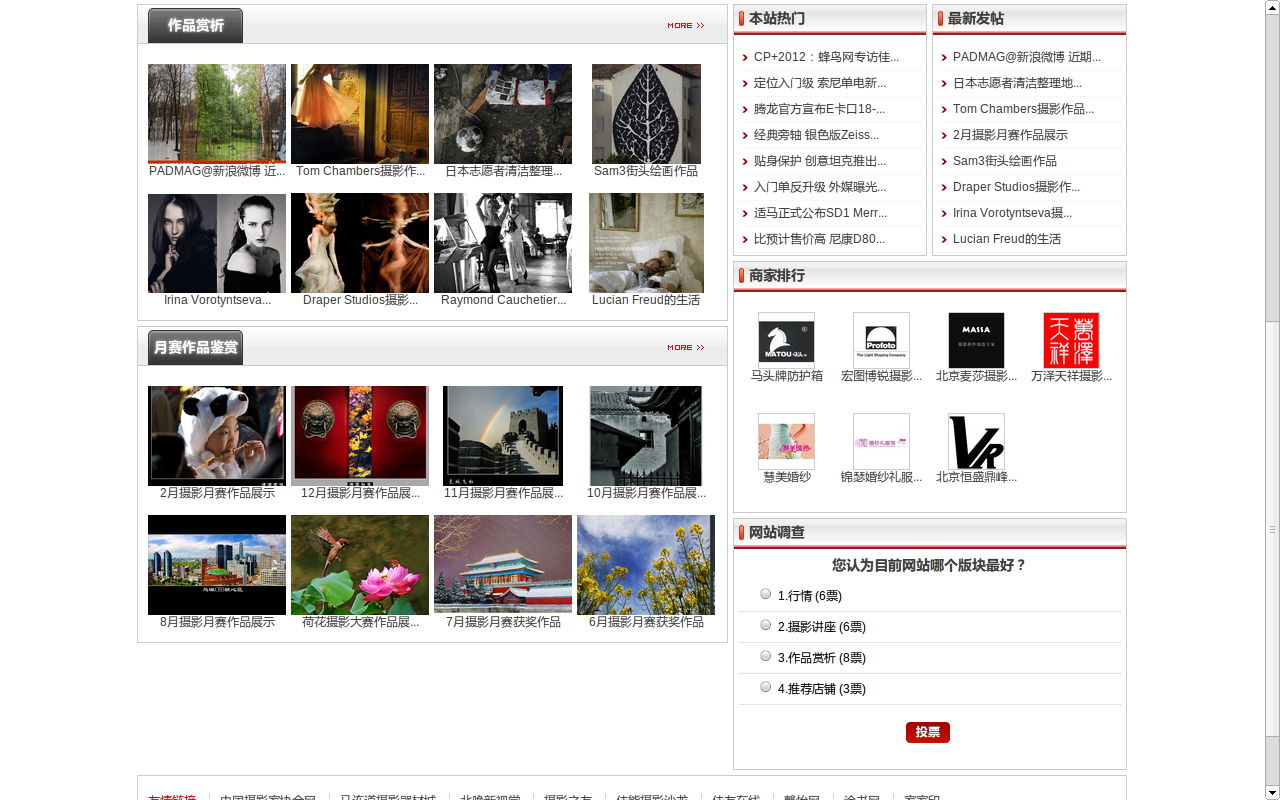 作品赏析
MORE >>
PADMAG@新浪微博 近...
Tom Chambers摄影作...
日本志愿者清洁整理...
Sam3街头绘画作品
Irina Vorotyntseva...
Draper Studios摄影...
Raymond Cauchetier...
Lucian Freud的生活
月赛作品鉴赏
MORE >>
2月摄影月赛作品展示
12月摄影月赛作品展...
11月摄影月赛作品展...
10月摄影月赛作品展...
8月摄影月赛作品展示
荷花摄影大赛作品展...
7月摄影月赛获奖作品
6月摄影月赛获奖作品
本站热门
CP+2012：蜂鸟网专访佳...
定位入门级 索尼单电新...
腾龙官方宣布E卡口18-...
经典旁轴 银色版Zeiss...
贴身保护 创意坦克推出...
入门单反升级 外媒曝光...
适马正式公布SD1 Merr...
比预计售价高 尼康D80...
最新发帖
PADMAG@新浪微博 近期...
日本志愿者清洁整理地...
Tom Chambers摄影作品...
2月摄影月赛作品展示
Sam3街头绘画作品
Draper Studios摄影作...
Irina Vorotyntseva摄...
Lucian Freud的生活
商家排行
MATOU
Profoto
The Light Shaping Company
MASSA
天祥 萬澤
马头牌防护箱
宏图博锐摄影...
北京麦莎摄影...
万泽天祥摄影...
VR
慧美婚纱
锦瑟婚纱礼服...
北京恒盛鼎峰...
网站调查
您认为目前网站哪个版块最好？
1.行情 (6票)
2.摄影讲座 (6票)
3.作品赏析 (8票)
4.推荐店铺 (3票)
投票